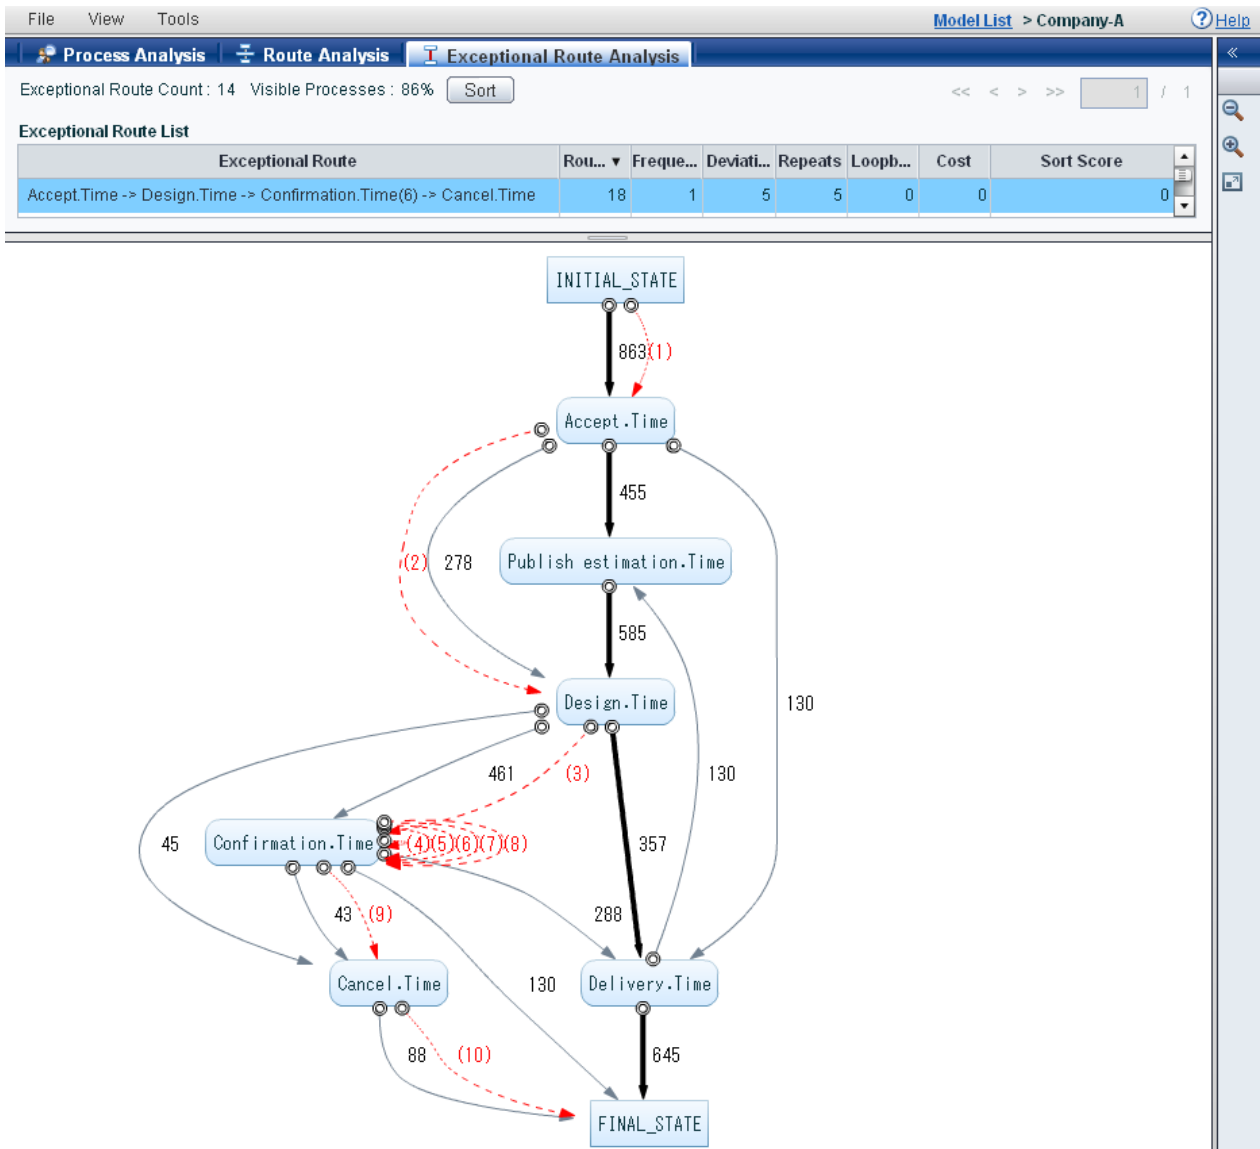 File View Tools Model List > Company-A ? Help
Process Analysis Route Analysis Exceptional Route Analysis «
Exceptional Route Count : 14 Visible Processes : 86% Sort << < > >> 1 / 1
Exceptional Route List
Exceptional Route Rou... ▼ Freque... Deviati... Repeats Loopb... Cost Sort Score
Accept.Time -> Design.Time -> Confirmation.Time(6) -> Cancel.Time 18 1 5 5 0 0 0
INITIAL_STATE
863 (1)
Accept.Time
455
(2) 278 Publish estimation.Time
585
Design.Time 130
461 (3) 130
45 Confirmation.Time (4)(5)(6)(7)(8) 357
43 (9) 288
Cancel.Time 130 Delivery.Time
88 (10) 645
FINAL_STATE